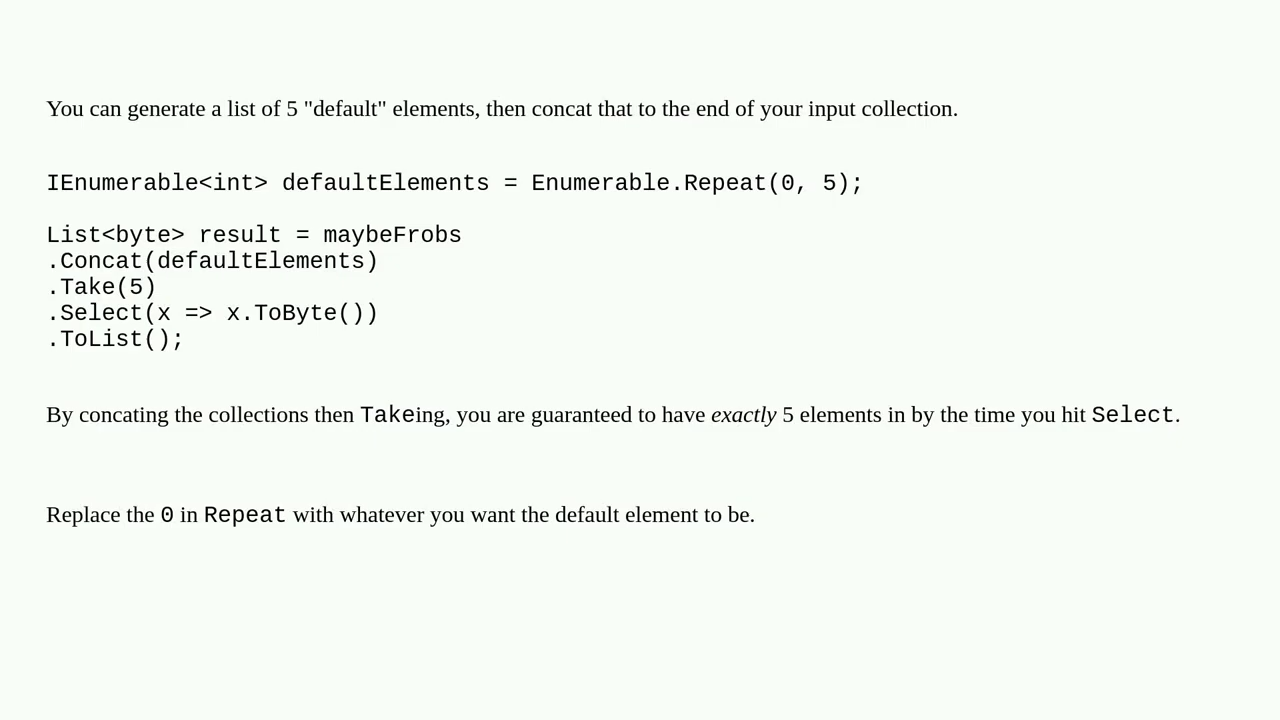 You can generate a list of 5 "default" elements, then concat that to the end of your input collection.
IEnumerable<int> defaultElements = Enumerable.Repeat(0, 5);
List<byte> result = maybeFrobs
.Concat(defaultElements)
.Take(5)
.Select(x => x.ToByte())
.ToList();
By concating the collections then Takeing, you are guaranteed to have exactly 5 elements in by the time you hit Select.
Replace the 0 in Repeat with whatever you want the default element to be.